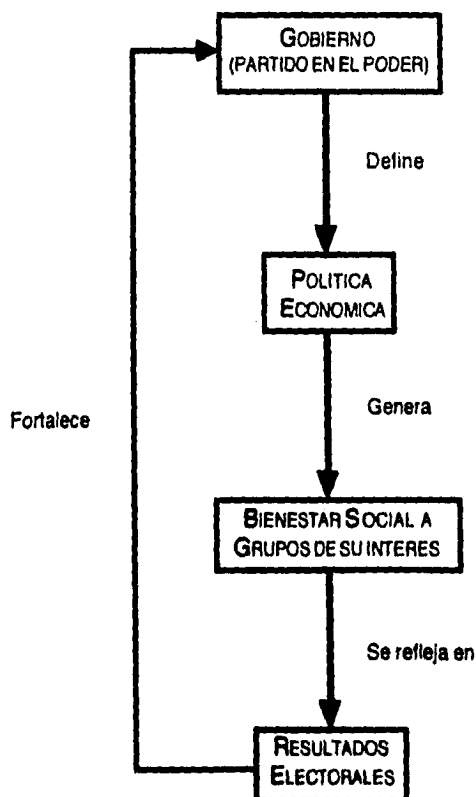 GOBIERNO
(PARTIDO EN EL PODER)
Define
POLITICA
ECONOMICA
Genera
Fortalece
BIENESTAR SOCIAL A
GRUPOS DE SU INTERES
Se refleja en
RESULTADOS
ELECTORALES